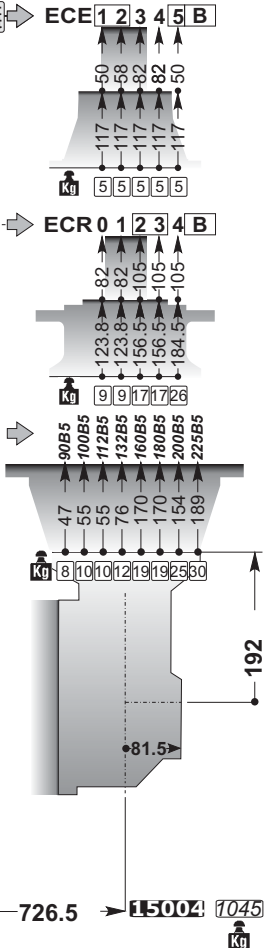 ECE 1 2 3 4 5 B
50 58 82 82 50
117 117 117 117 117
Kg 5 5 5 5 5
ECR 0 1 2 3 4 B
82 82 105 105 105
123.8 123.8 156.5 156.5 184.5
Kg 9 9 17 17 26
90B5 100B5 112B5 132B5 160B5 180B5 200B5 225B5
47 55 55 76 170 170 154 189
Kg 8 10 10 12 19 19 25 30
192
81.5
726.5 15004 1045
Kg